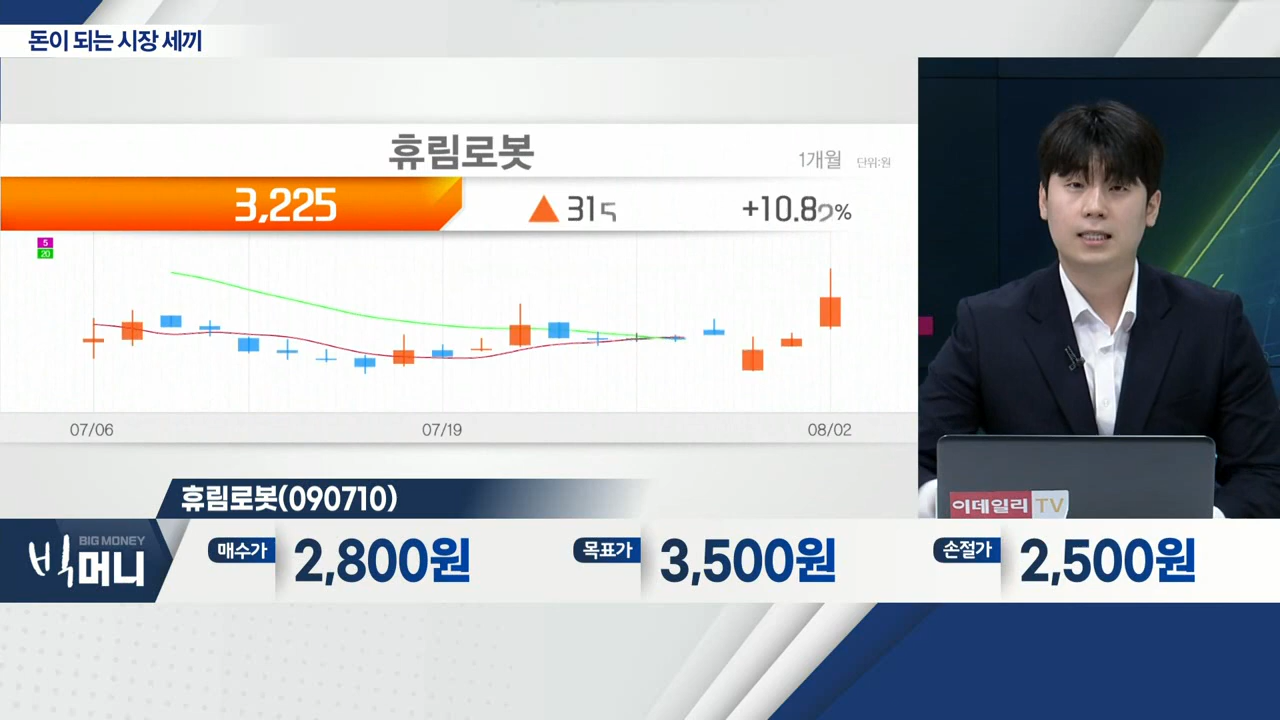 돈이 되는 시장 세끼
휴림로봇
1개월 단위:원
3,225 ▲ 315 +10.82%
5
20
07/06 07/19 08/02
휴림로봇(090710)
이데일리 TV
BIG MONEY
빅머니
매수가 2,800원 목표가 3,500원 손절가 2,500원